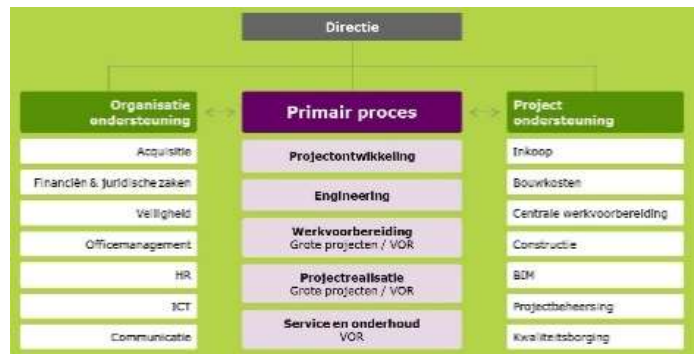 Directie
Organisatie
ondersteuning
Acquisitie
Financiën & juridische zaken
Veiligheid
Officemanagement
HR
ICT
Communicatie
Primair proces
Projectontwikkeling
Engineering
Werkvoorbereiding
Grote projecten / VOR
Projectrealisatie
Grote projecten / VOR
Service en onderhoud
VOR
Project
ondersteuning
Inkoop
Bouwkosten
Centrale werkvoorbereiding
Constructie
BIM
Projectbeheersing
Kwaliteitsborging